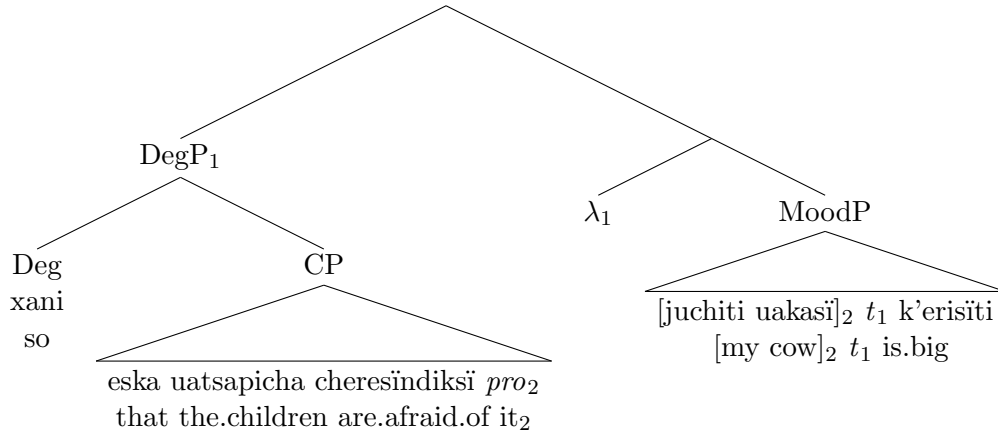 DegP₁
λ₁
MoodP
Deg
xani
so
CP
eska uatsapicha cheresïndiksï pro₂
that the.children are.afraid.of it₂
[juchiti uakasï]₂ t₁ k'erisïti
[my cow]₂ t₁ is.big